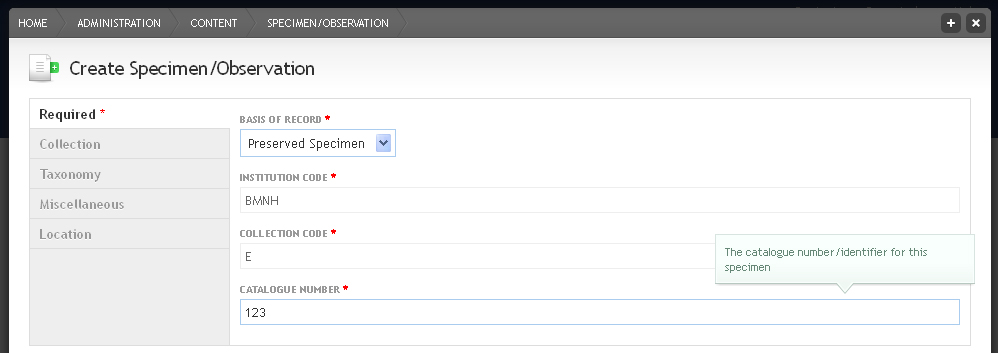 HOME ADMINISTRATION CONTENT SPECIMEN/OBSERVATION
Create Specimen/Observation
Required *
Collection
Taxonomy
Miscellaneous
Location
BASIS OF RECORD *
Preserved Specimen
INSTITUTION CODE *
BMNH
COLLECTION CODE *
E
The catalogue number/identifier for this
specimen
CATALOGUE NUMBER *
123